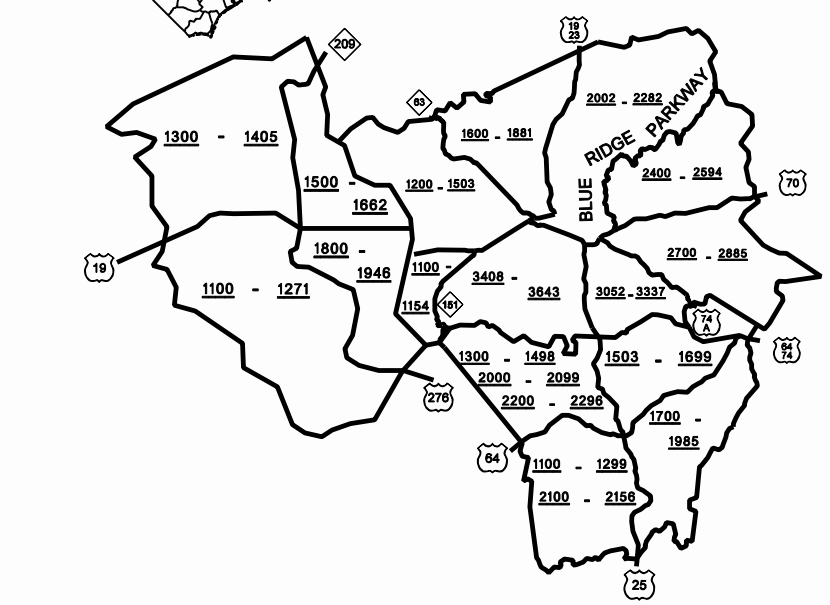 19
23
209
63
2002 - 2282
BLUE RIDGE PARKWAY
1300 - 1405
1600 - 1881
2400 - 2594
1500 -
1662
1200 - 1503
70
19
1800 -
1946
2700 - 2885
1100 -
1154
1100 - 1271
3408 -
3643
3052 - 3337
151
74
A
64
74
1300 - 1498
2000 - 2099
2200 - 2296
1503 - 1699
276
1700 -
1985
64
1100 - 1299
2100 - 2156
25